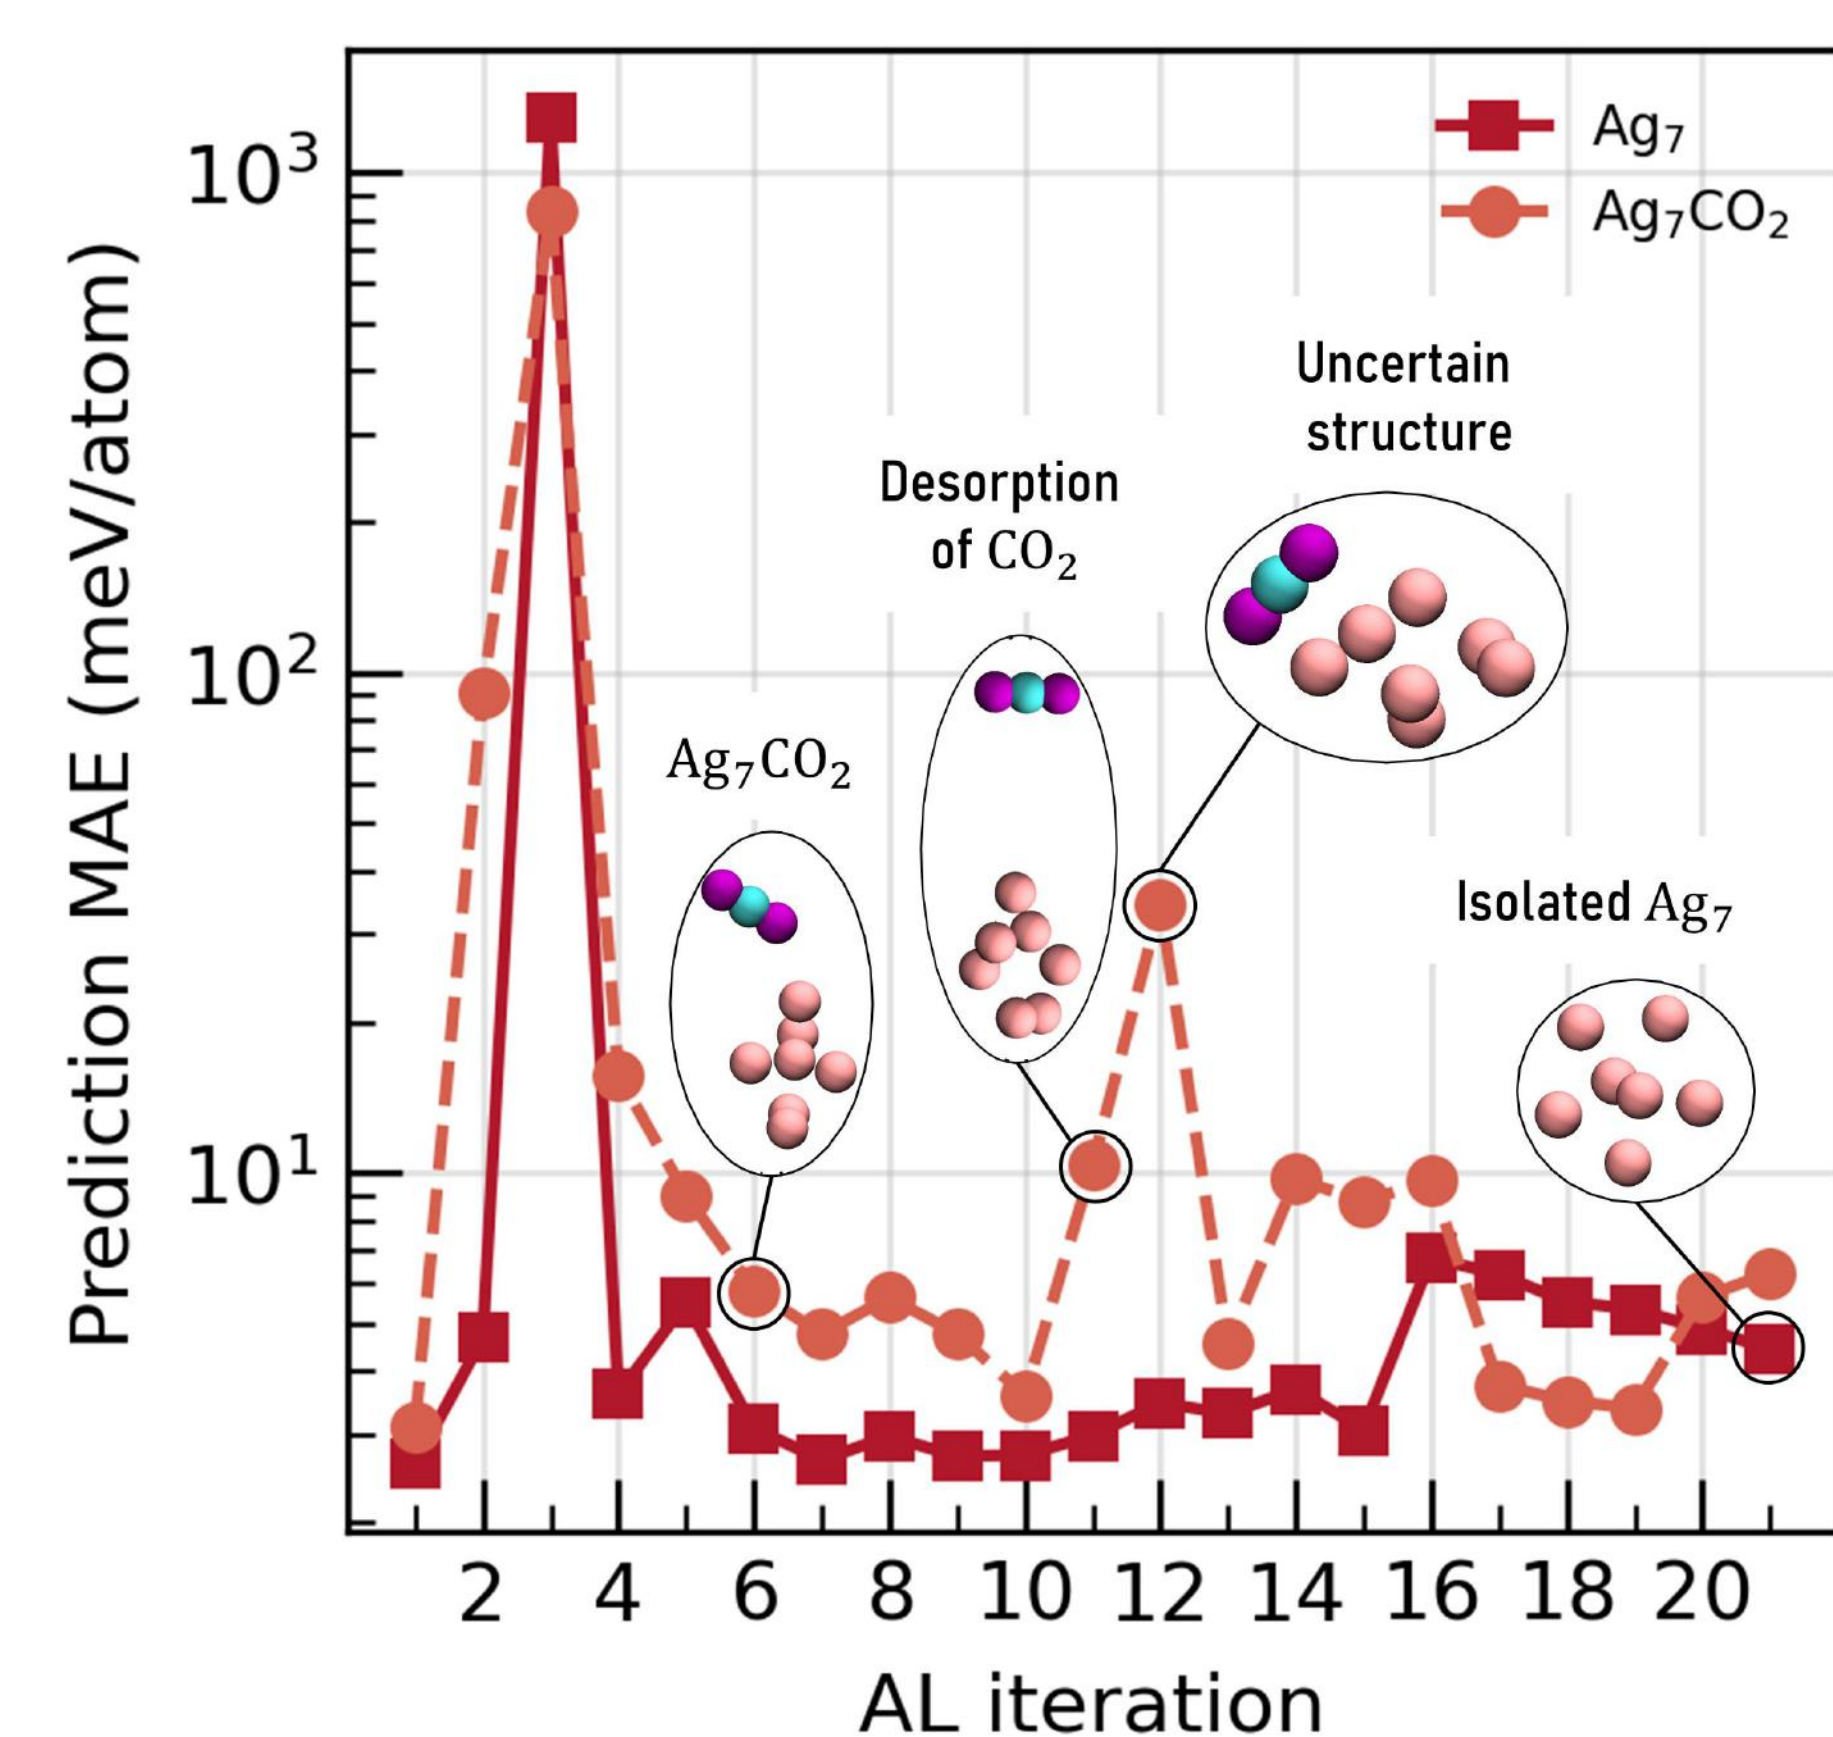 Prediction MAE (meV/atom)
10³
10²
10¹
Ag₇
Ag₇CO₂
Uncertain
structure
Desorption
of CO₂
Ag₇CO₂
Isolated Ag₇
2 4 6 8 10 12 14 16 18 20
AL iteration